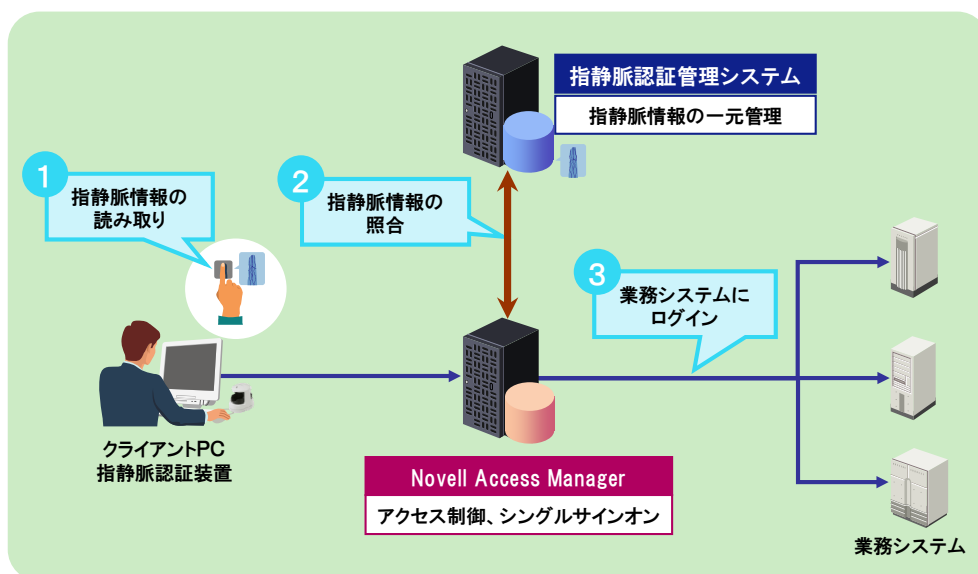 指静脈認証管理システム
指静脈情報の一元管理
1
指静脈情報の
読み取り
2
指静脈情報の
照合
3
業務システムに
ログイン
クライアントPC
指静脈認証装置
Novell Access Manager
アクセス制御、シングルサインオン
業務システム